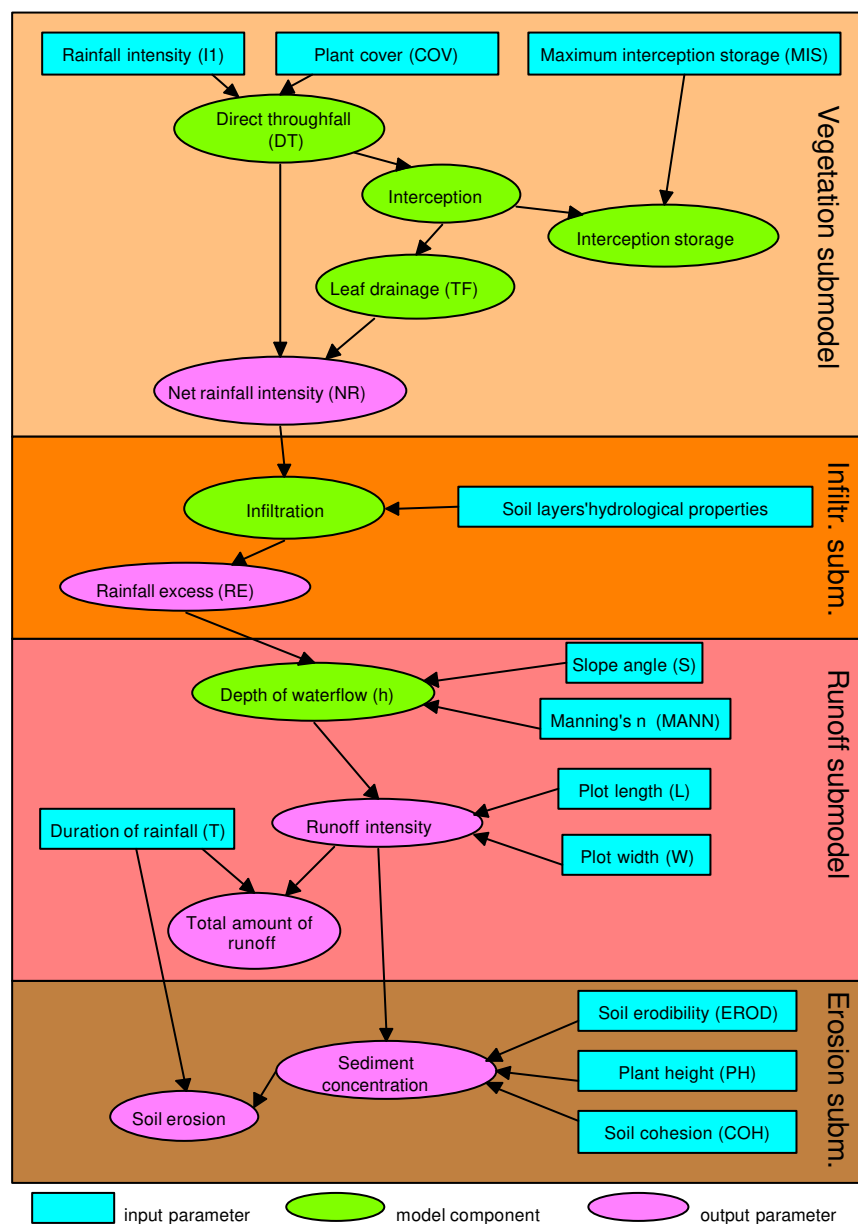 Rainfall intensity (I1)
Plant cover (COV)
Maximum interception storage (MIS)
Direct throughfall
(DT)
Interception
Interception storage
Leaf drainage (TF)
Net rainfall intensity (NR)
Vegetation submodel
Infiltration
Soil layers'hydrological properties
Rainfall excess (RE)
Infiltr. subm.
Slope angle (S)
Depth of waterflow (h)
Manning's n (MANN)
Plot length (L)
Duration of rainfall (T)
Runoff intensity
Plot width (W)
Total amount of
runoff
Runoff submodel
Soil erodibility (EROD)
Sediment
concentration
Plant height (PH)
Soil erosion
Soil cohesion (COH)
Erosion subm.
input parameter
model component
output parameter